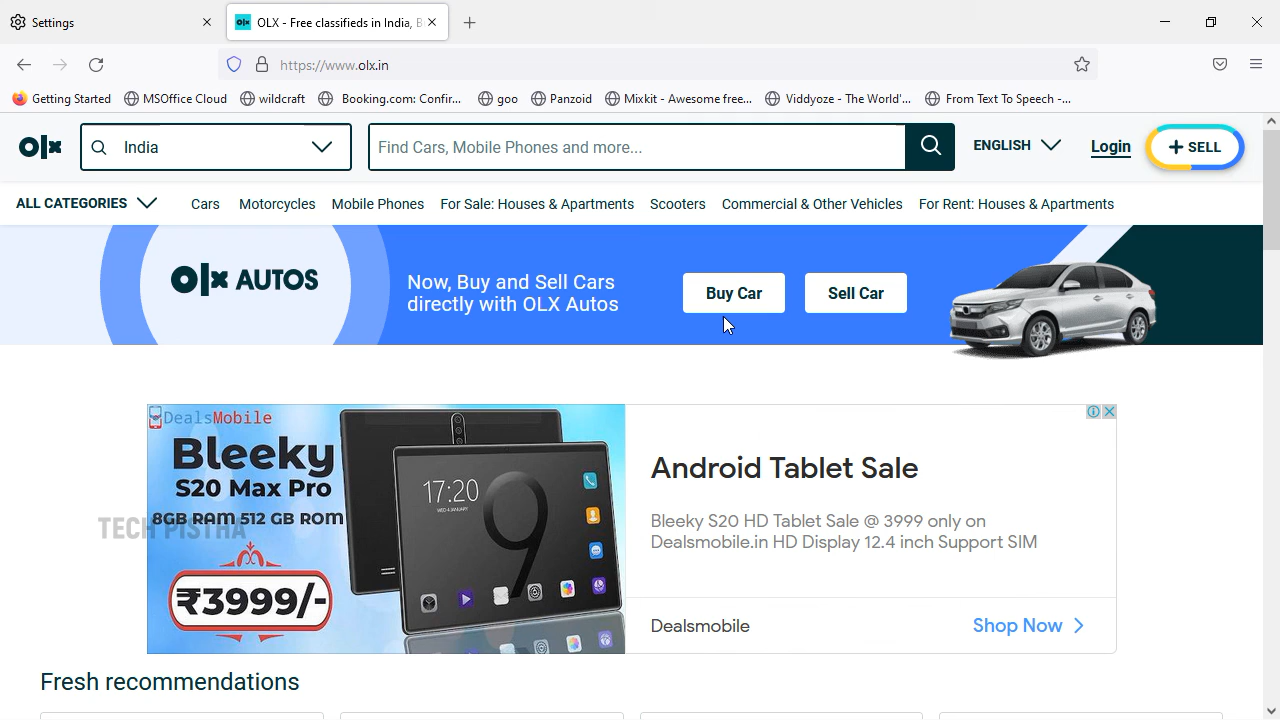 Settings
OLX - Free classifieds in India, B
https://www.olx.in
Getting Started
MSOffice Cloud
wildcraft
Booking.com: Confir...
goo
Panzoid
Mixkit - Awesome free...
Viddyoze - The World'...
From Text To Speech -...
olx
India
Find Cars, Mobile Phones and more...
ENGLISH
Login
+ SELL
ALL CATEGORIES
Cars
Motorcycles
Mobile Phones
For Sale: Houses & Apartments
Scooters
Commercial & Other Vehicles
For Rent: Houses & Apartments
olx AUTOS
Now, Buy and Sell Cars
directly with OLX Autos
Buy Car
Sell Car
DealsMobile
Bleeky
S20 Max Pro
8GB RAM 512 GB ROM
TECH PISTHA
₹3999/-
17:20
WED 4 JANUARY
9
Android Tablet Sale
Bleeky S20 HD Tablet Sale @ 3999 only on
Dealsmobile.in HD Display 12.4 inch Support SIM
Dealsmobile
Shop Now
Fresh recommendations